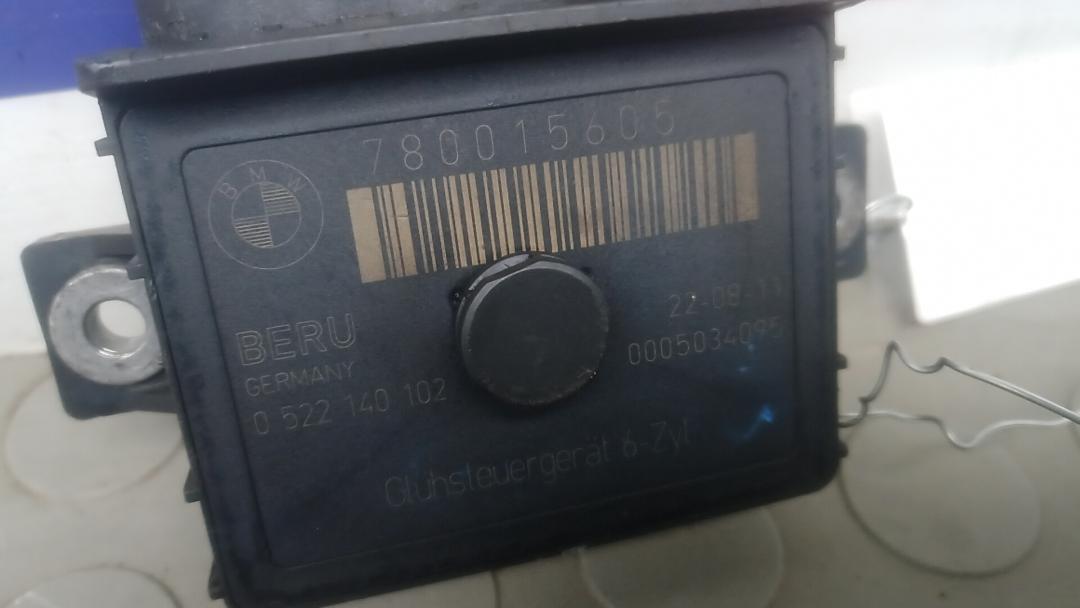 780015605
BMW
BERU
GERMANY
22-08-11
0 522 140 102
0005034095
Glühsteuergerät 6-Zyl